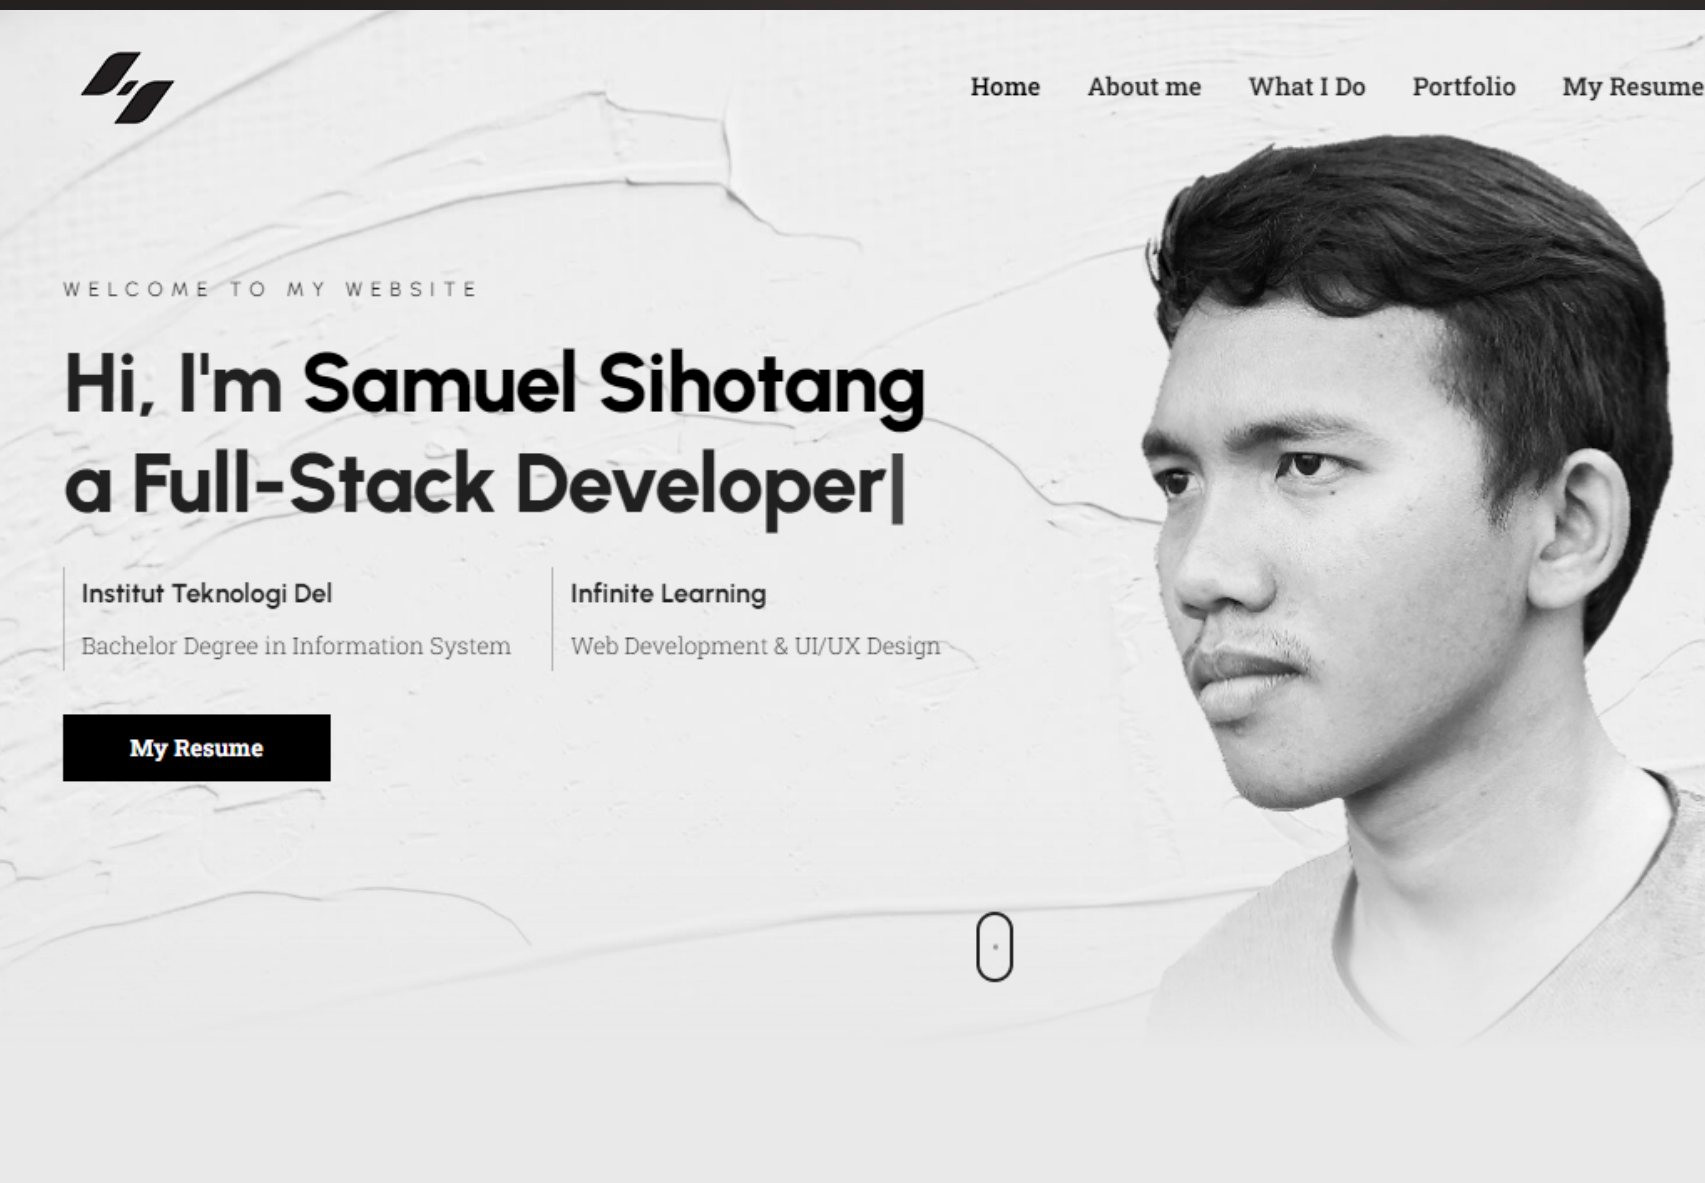 Home About me What I Do Portfolio My Resume
WELCOME TO MY WEBSITE
Hi, I'm Samuel Sihotang
a Full-Stack Developer|
Institut Teknologi Del
Bachelor Degree in Information System
Infinite Learning
Web Development & UI/UX Design
My Resume